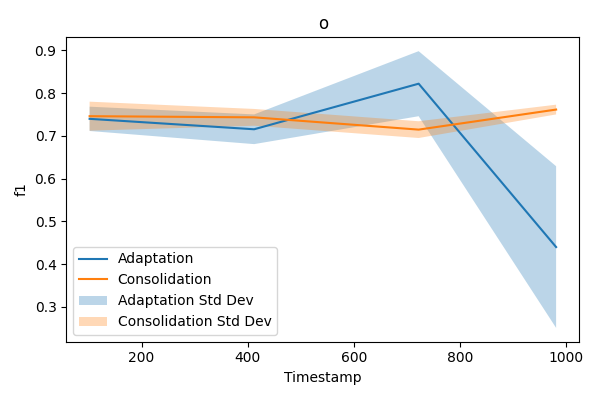 o
0.9
0.8
0.7
0.6
0.5
0.4
0.3
f1
Adaptation
Consolidation
Adaptation Std Dev
Consolidation Std Dev
200
400
600
800
1000
Timestamp